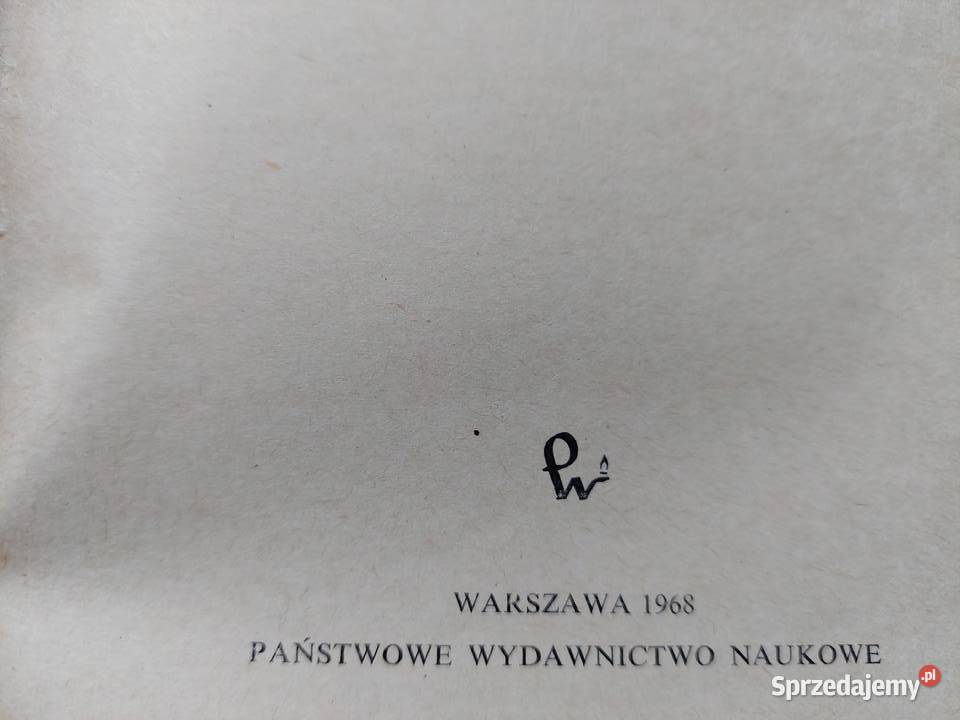 Pw
WARSZAWA 1968
PAŃSTWOWE WYDAWNICTWO NAUKOWE
Sprzedajemy.pl